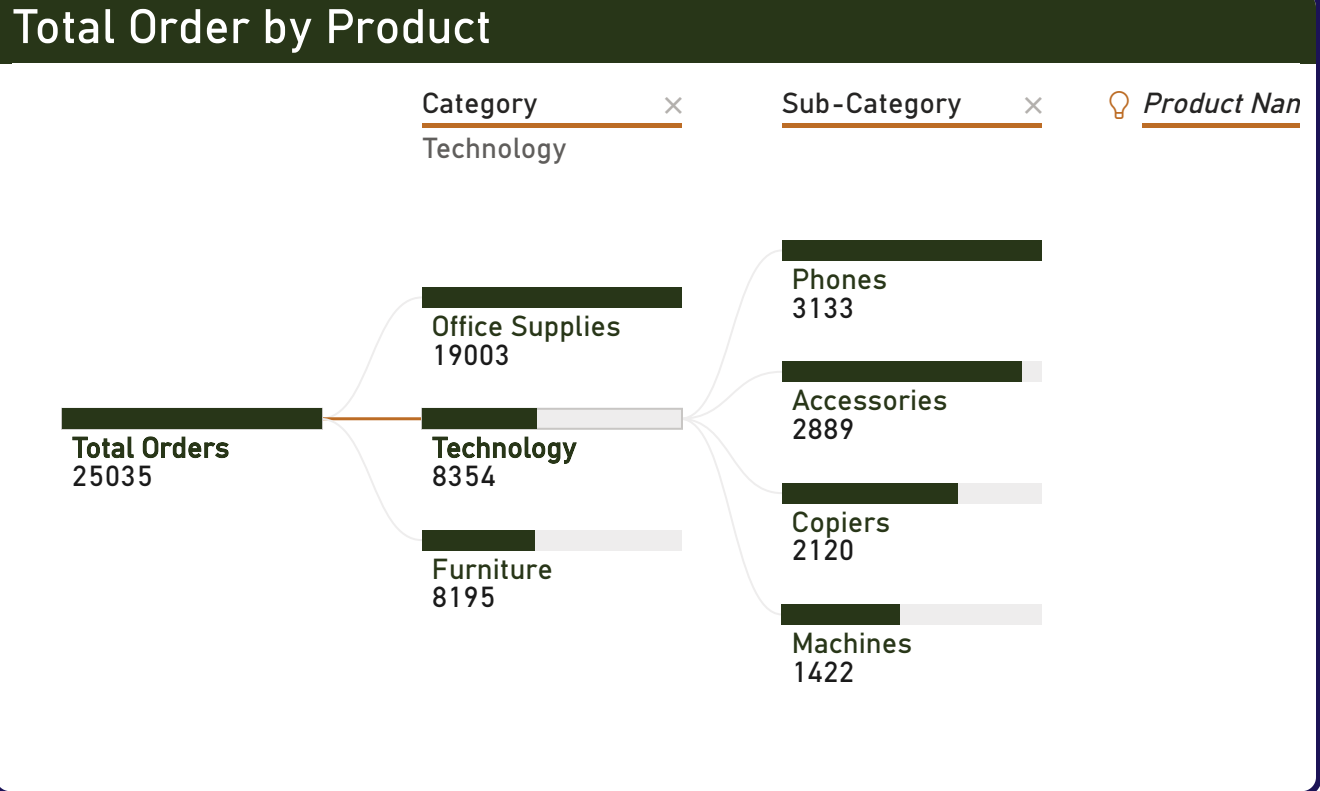 Total Order by Product
Category ×
Technology
Sub-Category ×
Product Nan
Total Orders
25035
Office Supplies
19003
Technology
8354
Furniture
8195
Phones
3133
Accessories
2889
Copiers
2120
Machines
1422